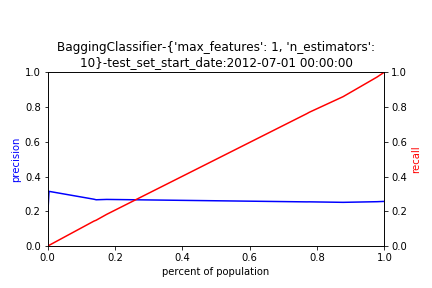 BaggingClassifier-{'max_features': 1, 'n_estimators':
10}-test_set_start_date:2012-07-01 00:00:00
1.0
0.8
0.6
0.4
0.2
0.0
precision
1.0
0.8
0.6
0.4
0.2
0.0
recall
0.0 0.2 0.4 0.6 0.8 1.0
percent of population